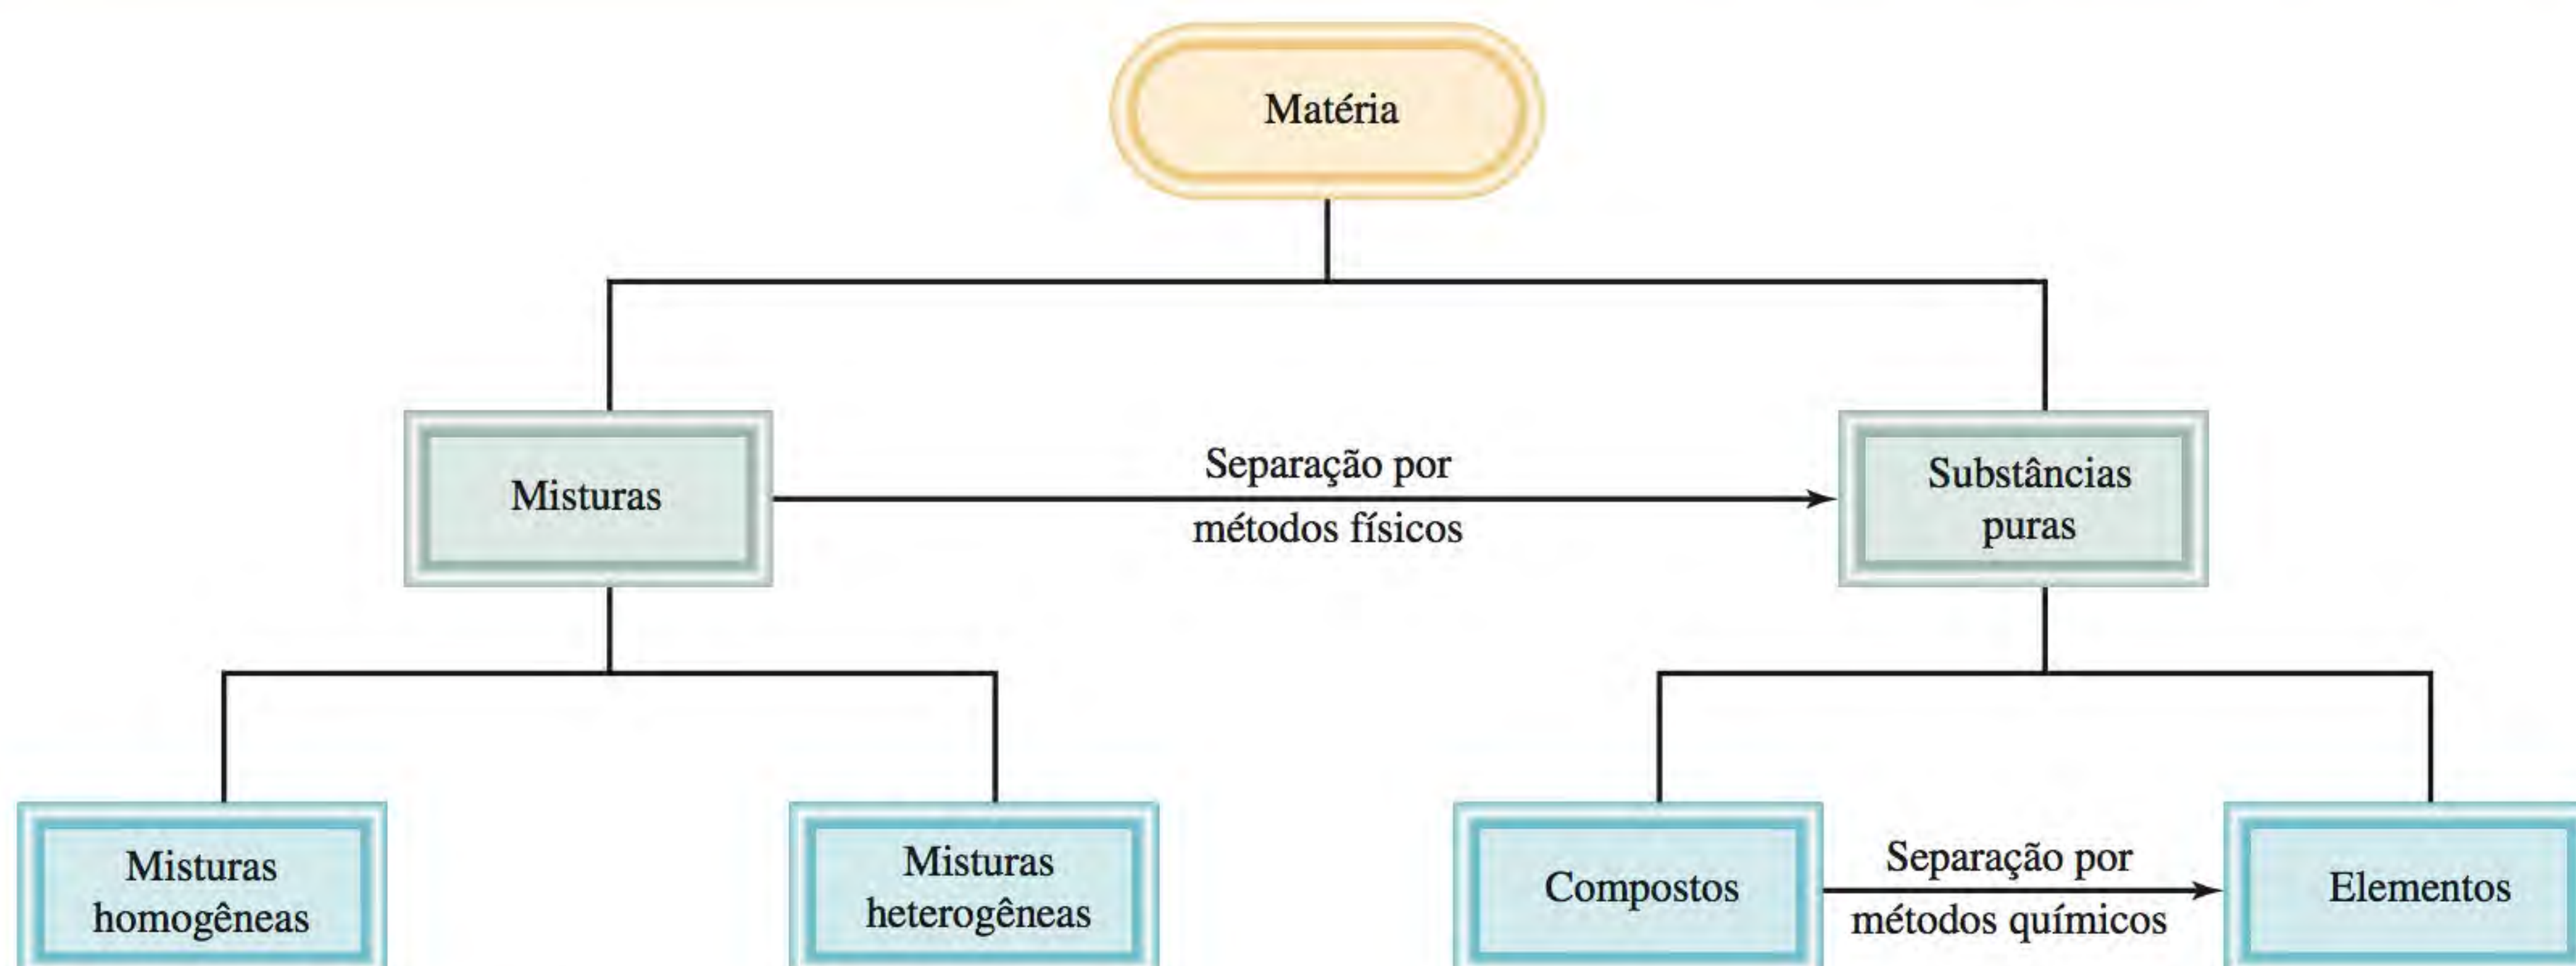 Matéria
Misturas
Separação por
métodos físicos
Substâncias
puras
Misturas
homogêneas
Misturas
heterogêneas
Compostos
Separação por
métodos químicos
Elementos